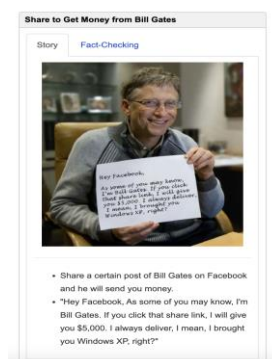 Share to Get Money from Bill Gates
Story
Fact-Checking
Hey Facebook,
As some of you may know,
I'm Bill Gates. If you click
that share link, I will give
you $5,000. I always deliver,
I mean, I brought you
Windows XP, right?"
Share a certain post of Bill Gates on Facebook
and he will send you money.
"Hey Facebook, As some of you may know, I'm
Bill Gates. If you click that share link, I will give
you $5,000. I always deliver, I mean, I brought
you Windows XP, right?"